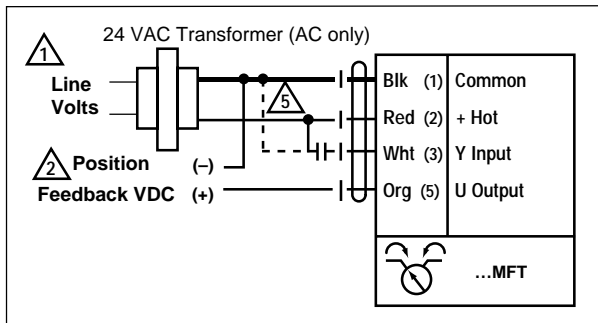 24 VAC Transformer (AC only)
1
Line
Volts
5
2 Position (–)
Feedback VDC (+)
Blk (1) Common
Red (2) + Hot
Wht (3) Y Input
Org (5) U Output
...MFT